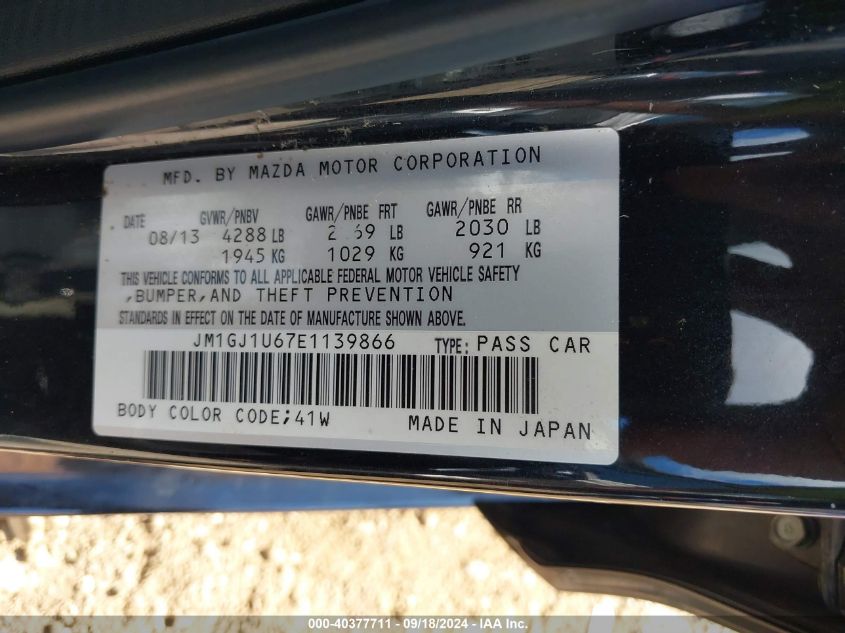 MFD. BY MAZDA MOTOR CORPORATION
DATE GVWR/PNBV GAWR/PNBE FRT GAWR/PNBE RR
08/13 4288 LB LB 2030 LB
1945 KG 1029 KG 921 KG
THIS VEHICLE CONFORMS TO ALL APPLICABLE FEDERAL MOTOR VEHICLE SAFETY
,BUMPER,AND THEFT PREVENTION
STANDARDS IN EFFECT ON THE DATE OF MANUFACTURE SHOWN ABOVE.
JM1GJ1U67E1139866 TYPE: PASS CAR
BODY COLOR CODE;41W MADE IN JAPAN
000-40377711 - 09/18/2024 - IAA Inc.